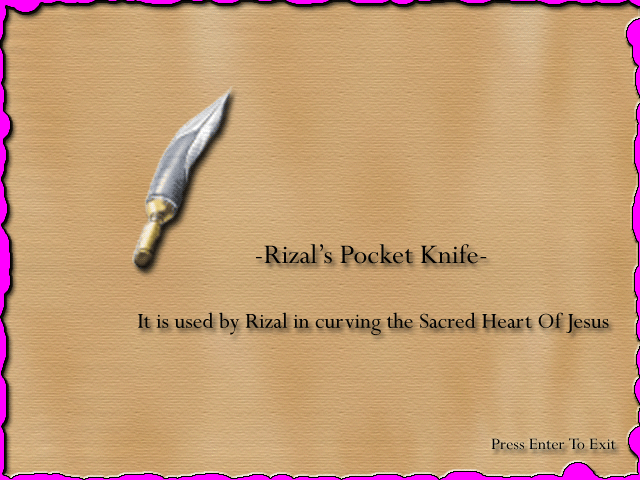 -Rizal's Pocket Knife-
It is used by Rizal in curving the Sacred Heart Of Jesus
Press Enter To Exit